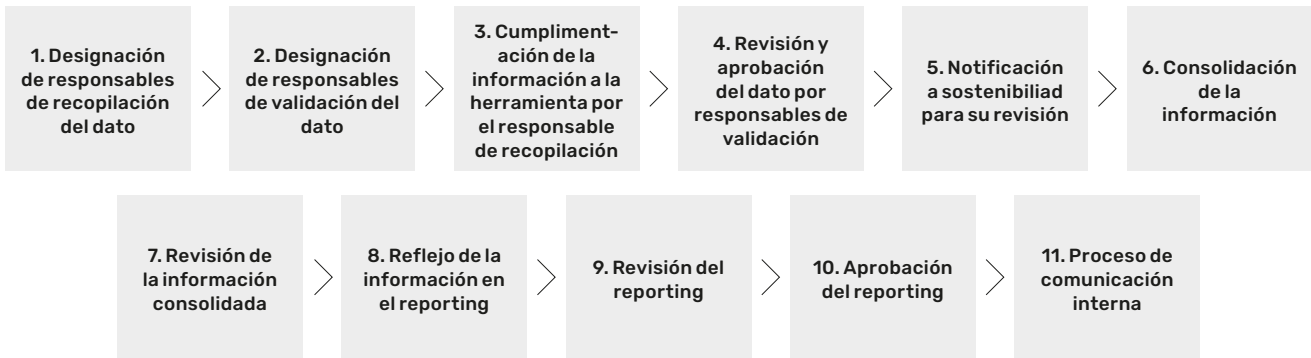 1. Designación
de responsables
de recopilación
del dato
2. Designación
de responsables
de validación del
dato
3. Cumpliment-
ación de la
información a la
herramienta por
el responsable
de recopilación
4. Revisión y
aprobación
del dato por
responsables de
validación
5. Notificación
a sostenibiliad
para su revisión
6. Consolidación
de la
información
7. Revisión de
la información
consolidada
8. Reflejo de la
información en
el reporting
9. Revisión del
reporting
10. Aprobación
del reporting
11. Proceso de
comunicación
interna